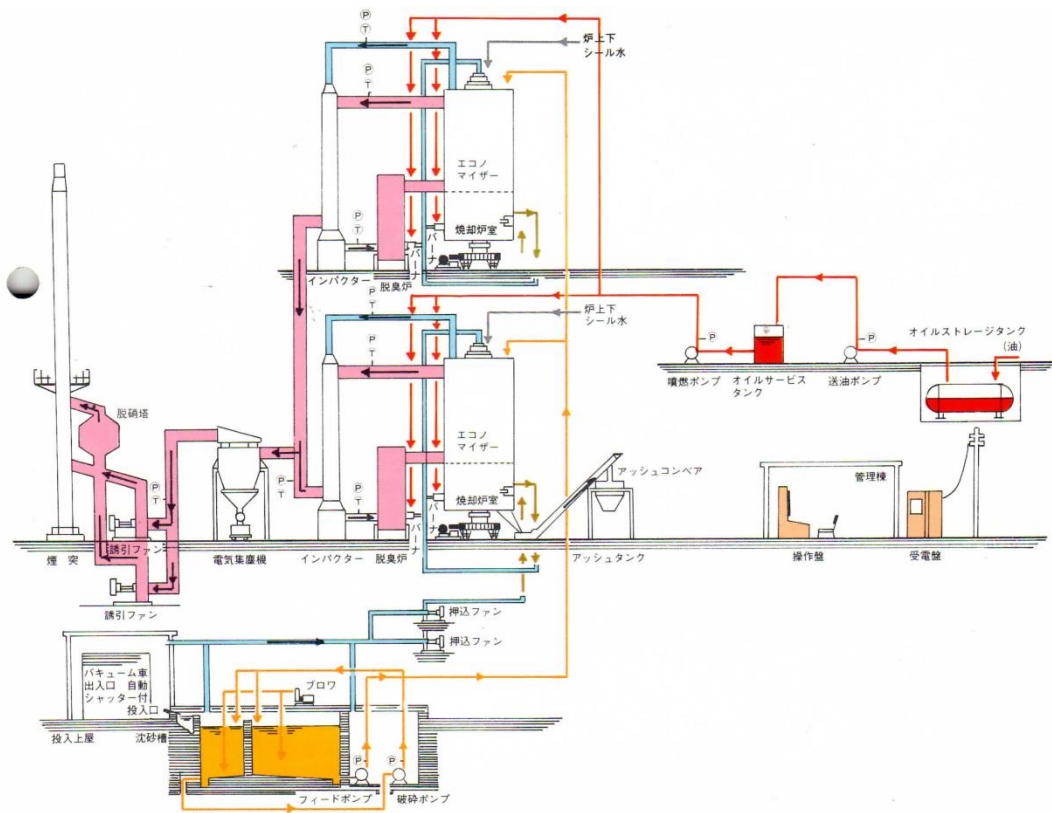 P
T
炉上下
シール水
P
T
エコノ
マイザー
P
T
焼却炉室
バーナ
バーナ
インパクター
脱臭炉
P
T
炉上下
シール水
P
T
P
P
オイルストレージタンク
(油)
噴燃ポンプ
オイルサービス
タンク
送油ポンプ
脱硝塔
エコノ
マイザー
アッシュコンベア
管理棟
P
T
P
T
焼却炉室
バーナ
バーナ
誘引ファン
煙突
電気集塵機
インパクター
脱臭炉
アッシュタンク
操作盤
受電盤
誘引ファン
押込ファン
押込ファン
バキューム車
出入口 自動
シャッター付
投入口
ブロワ
投入上屋
沈砂槽
P
P
フィードポンプ
破砕ポンプ